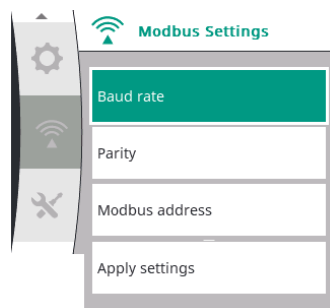 Modbus Settings
Baud rate
Parity
Modbus address
Apply settings